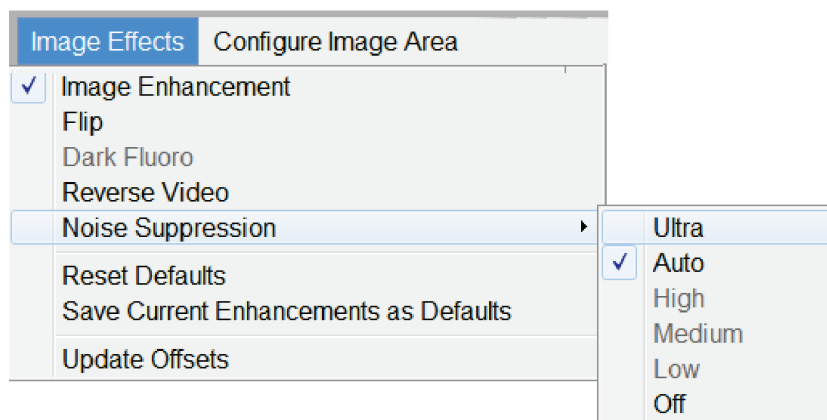 Image Effects Configure Image Area
Image Enhancement
Flip
Dark Fluoro
Reverse Video
Noise Suppression
Reset Defaults
Save Current Enhancements as Defaults
Update Offsets
Ultra
Auto
High
Medium
Low
Off